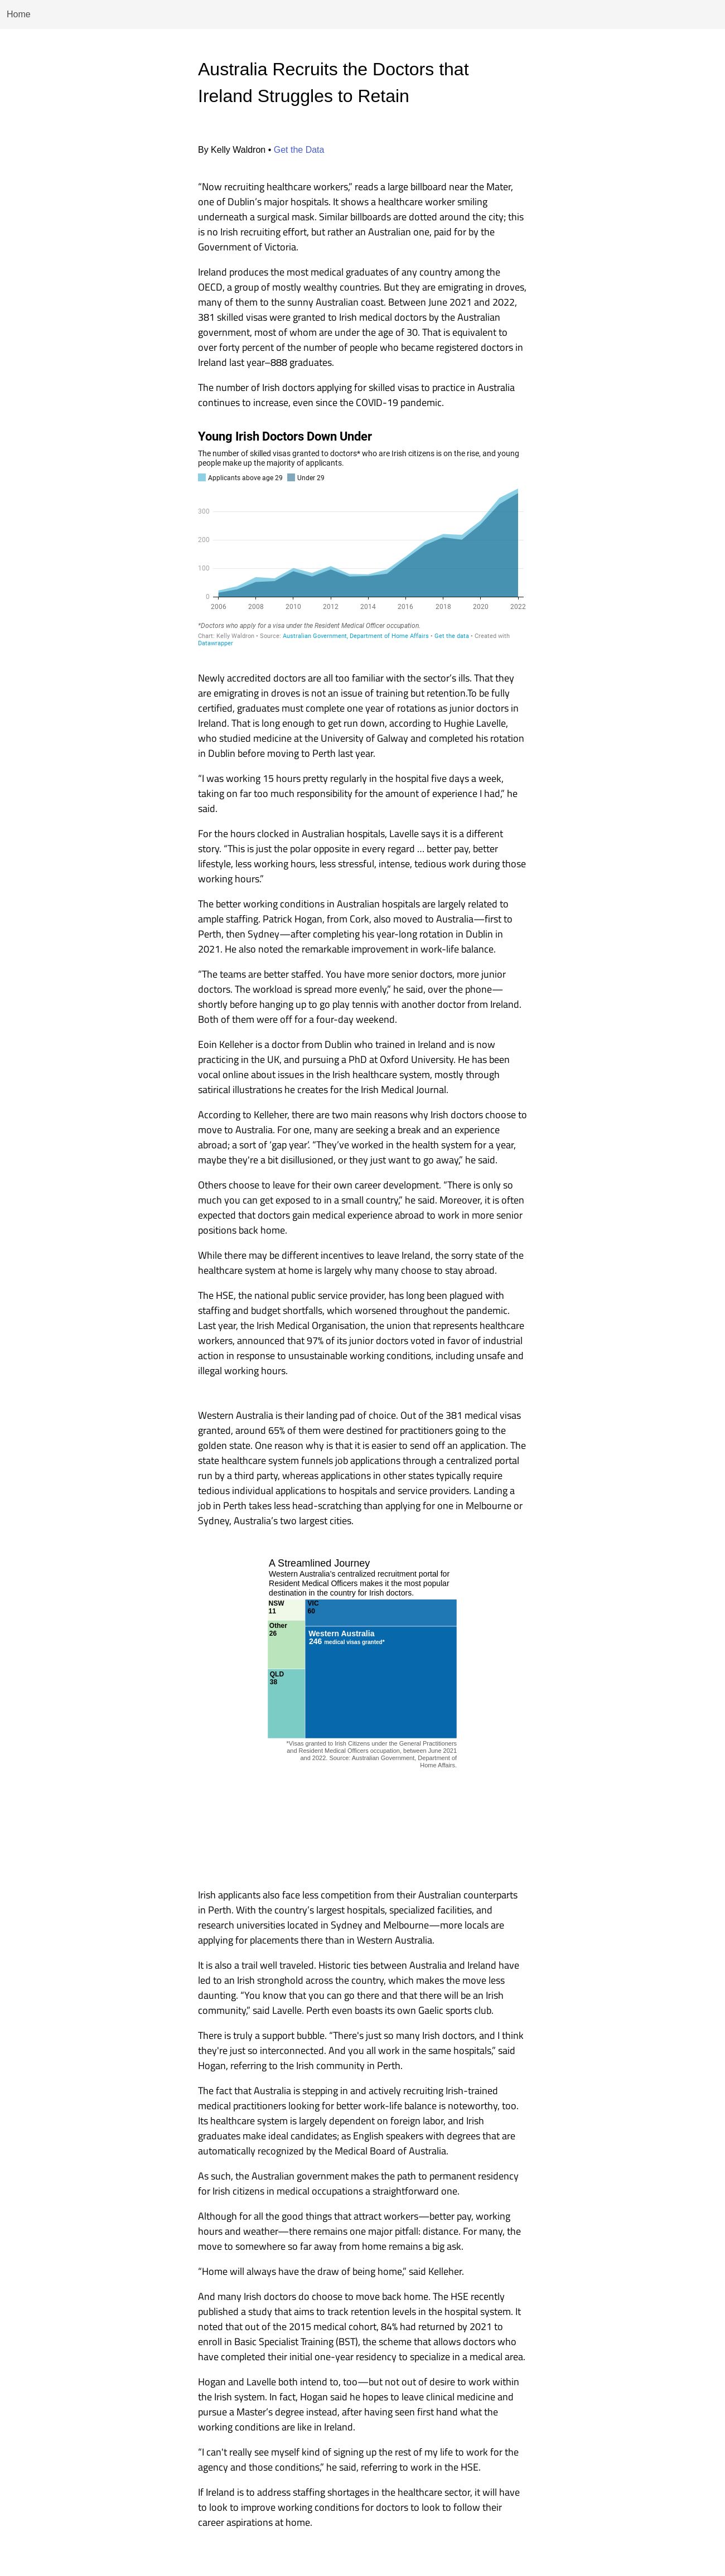 Home
Australia Recruits the Doctors that
Ireland Struggles to Retain
By Kelly Waldron • Get the Data
“Now recruiting healthcare workers,” reads a large billboard near the Mater,
one of Dublin’s major hospitals. It shows a healthcare worker smiling
underneath a surgical mask. Similar billboards are dotted around the city; this
is no Irish recruiting effort, but rather an Australian one, paid for by the
Government of Victoria.
Ireland produces the most medical graduates of any country among the
OECD, a group of mostly wealthy countries. But they are emigrating in droves,
many of them to the sunny Australian coast. Between June 2021 and 2022,
381 skilled visas were granted to Irish medical doctors by the Australian
government, most of whom are under the age of 30. That is equivalent to
over forty percent of the number of people who became registered doctors in
Ireland last year–888 graduates.
The number of Irish doctors applying for skilled visas to practice in Australia
continues to increase, even since the COVID-19 pandemic.
Young Irish Doctors Down Under
The number of skilled visas granted to doctors* who are Irish citizens is on the rise, and young
people make up the majority of applicants.
Applicants above age 29 Under 29
300
200
100
0
2006 2008 2010 2012 2014 2016 2018 2020 2022
*Doctors who apply for a visa under the Resident Medical Officer occupation.
Chart: Kelly Waldron • Source: Australian Government, Department of Home Affairs • Get the data • Created with
Datawrapper
Newly accredited doctors are all too familiar with the sector’s ills. That they
are emigrating in droves is not an issue of training but retention.To be fully
certified, graduates must complete one year of rotations as junior doctors in
Ireland. That is long enough to get run down, according to Hughie Lavelle,
who studied medicine at the University of Galway and completed his rotation
in Dublin before moving to Perth last year.
“I was working 15 hours pretty regularly in the hospital five days a week,
taking on far too much responsibility for the amount of experience I had,” he
said.
For the hours clocked in Australian hospitals, Lavelle says it is a different
story. “This is just the polar opposite in every regard … better pay, better
lifestyle, less working hours, less stressful, intense, tedious work during those
working hours.”
The better working conditions in Australian hospitals are largely related to
ample staffing. Patrick Hogan, from Cork, also moved to Australia—first to
Perth, then Sydney—after completing his year-long rotation in Dublin in
2021. He also noted the remarkable improvement in work-life balance.
“The teams are better staffed. You have more senior doctors, more junior
doctors. The workload is spread more evenly,” he said, over the phone—
shortly before hanging up to go play tennis with another doctor from Ireland.
Both of them were off for a four-day weekend.
Eoin Kelleher is a doctor from Dublin who trained in Ireland and is now
practicing in the UK, and pursuing a PhD at Oxford University. He has been
vocal online about issues in the Irish healthcare system, mostly through
satirical illustrations he creates for the Irish Medical Journal.
According to Kelleher, there are two main reasons why Irish doctors choose to
move to Australia. For one, many are seeking a break and an experience
abroad; a sort of ‘gap year’. “They’ve worked in the health system for a year,
maybe they're a bit disillusioned, or they just want to go away,” he said.
Others choose to leave for their own career development. “There is only so
much you can get exposed to in a small country,” he said. Moreover, it is often
expected that doctors gain medical experience abroad to work in more senior
positions back home.
While there may be different incentives to leave Ireland, the sorry state of the
healthcare system at home is largely why many choose to stay abroad.
The HSE, the national public service provider, has long been plagued with
staffing and budget shortfalls, which worsened throughout the pandemic.
Last year, the Irish Medical Organisation, the union that represents healthcare
workers, announced that 97% of its junior doctors voted in favor of industrial
action in response to unsustainable working conditions, including unsafe and
illegal working hours.
Western Australia is their landing pad of choice. Out of the 381 medical visas
granted, around 65% of them were destined for practitioners going to the
golden state. One reason why is that it is easier to send off an application. The
state healthcare system funnels job applications through a centralized portal
run by a third party, whereas applications in other states typically require
tedious individual applications to hospitals and service providers. Landing a
job in Perth takes less head-scratching than applying for one in Melbourne or
Sydney, Australia’s two largest cities.
A Streamlined Journey
Western Australia's centralized recruitment portal for
Resident Medical Officers makes it the most popular
destination in the country for Irish doctors.
NSW
11
VIC
60
Other
26
Western Australia
246 medical visas granted*
QLD
38
*Visas granted to Irish Citizens under the General Practitioners
and Resident Medical Officers occupation, between June 2021
and 2022. Source: Australian Government, Department of
Home Affairs.
Irish applicants also face less competition from their Australian counterparts
in Perth. With the country’s largest hospitals, specialized facilities, and
research universities located in Sydney and Melbourne—more locals are
applying for placements there than in Western Australia.
It is also a trail well traveled. Historic ties between Australia and Ireland have
led to an Irish stronghold across the country, which makes the move less
daunting. “You know that you can go there and that there will be an Irish
community,” said Lavelle. Perth even boasts its own Gaelic sports club.
There is truly a support bubble. “There's just so many Irish doctors, and I think
they're just so interconnected. And you all work in the same hospitals,” said
Hogan, referring to the Irish community in Perth.
The fact that Australia is stepping in and actively recruiting Irish-trained
medical practitioners looking for better work-life balance is noteworthy, too.
Its healthcare system is largely dependent on foreign labor, and Irish
graduates make ideal candidates; as English speakers with degrees that are
automatically recognized by the Medical Board of Australia.
As such, the Australian government makes the path to permanent residency
for Irish citizens in medical occupations a straightforward one.
Although for all the good things that attract workers—better pay, working
hours and weather—there remains one major pitfall: distance. For many, the
move to somewhere so far away from home remains a big ask.
“Home will always have the draw of being home,” said Kelleher.
And many Irish doctors do choose to move back home. The HSE recently
published a study that aims to track retention levels in the hospital system. It
noted that out of the 2015 medical cohort, 84% had returned by 2021 to
enroll in Basic Specialist Training (BST), the scheme that allows doctors who
have completed their initial one-year residency to specialize in a medical area.
Hogan and Lavelle both intend to, too—but not out of desire to work within
the Irish system. In fact, Hogan said he hopes to leave clinical medicine and
pursue a Master’s degree instead, after having seen first hand what the
working conditions are like in Ireland.
“I can't really see myself kind of signing up the rest of my life to work for the
agency and those conditions,” he said, referring to work in the HSE.
If Ireland is to address staffing shortages in the healthcare sector, it will have
to look to improve working conditions for doctors to look to follow their
career aspirations at home.